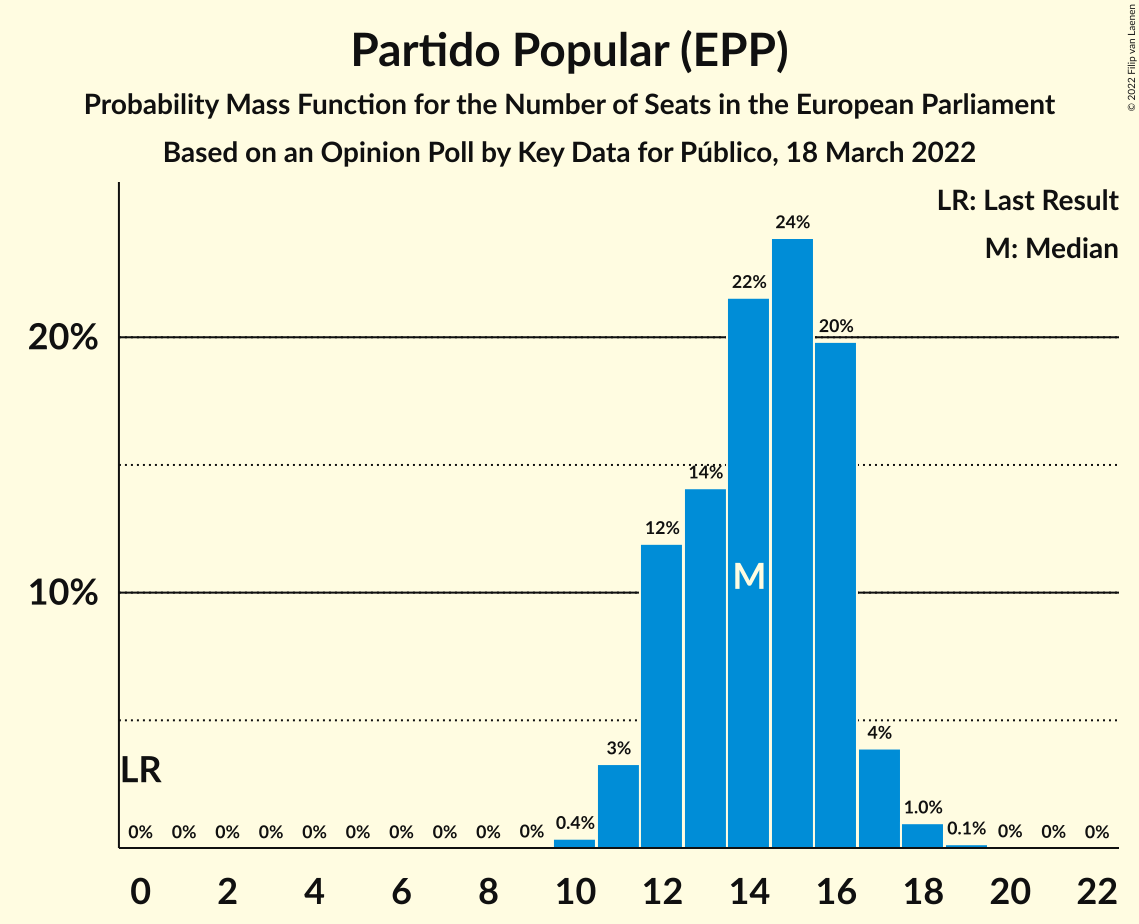 Partido Popular (EPP)
Probability Mass Function for the Number of Seats in the European Parliament
Based on an Opinion Poll by Key Data for Público, 18 March 2022
© 2022 Filip van Laenen
LR: Last Result
M: Median
20%
10%
24%
22%
20%
14%
12%
M
3%
4%
LR
0% 0% 0% 0% 0% 0% 0% 0% 0% 0% 0.4% 1.0% 0.1% 0% 0% 0%
0 2 4 6 8 10 12 14 16 18 20 22